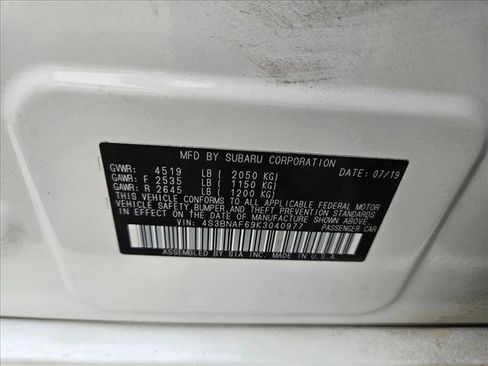 MFD BY SUBARU CORPORATION DATE: 07/19
GVWR: 4519 LB ( 2050 KG)
GAWR: F 2535 LB ( 1150 KG)
GAWR: R 2645 LB ( 1200 KG)
THIS VEHICLE CONFORMS TO ALL APPLICABLE FEDERAL MOTOR
VEHICLE SAFETY, BUMPER, AND THEFT PREVENTION STANDARDS
IN EFFECT ON THE DATE OF MANUFACTURE SHOWN ABOVE.
VIN: 4S3BNAF69K3040977 PASSENGER CAR
ASSEMBLED BY SIA INC. MADE IN U.S.A.